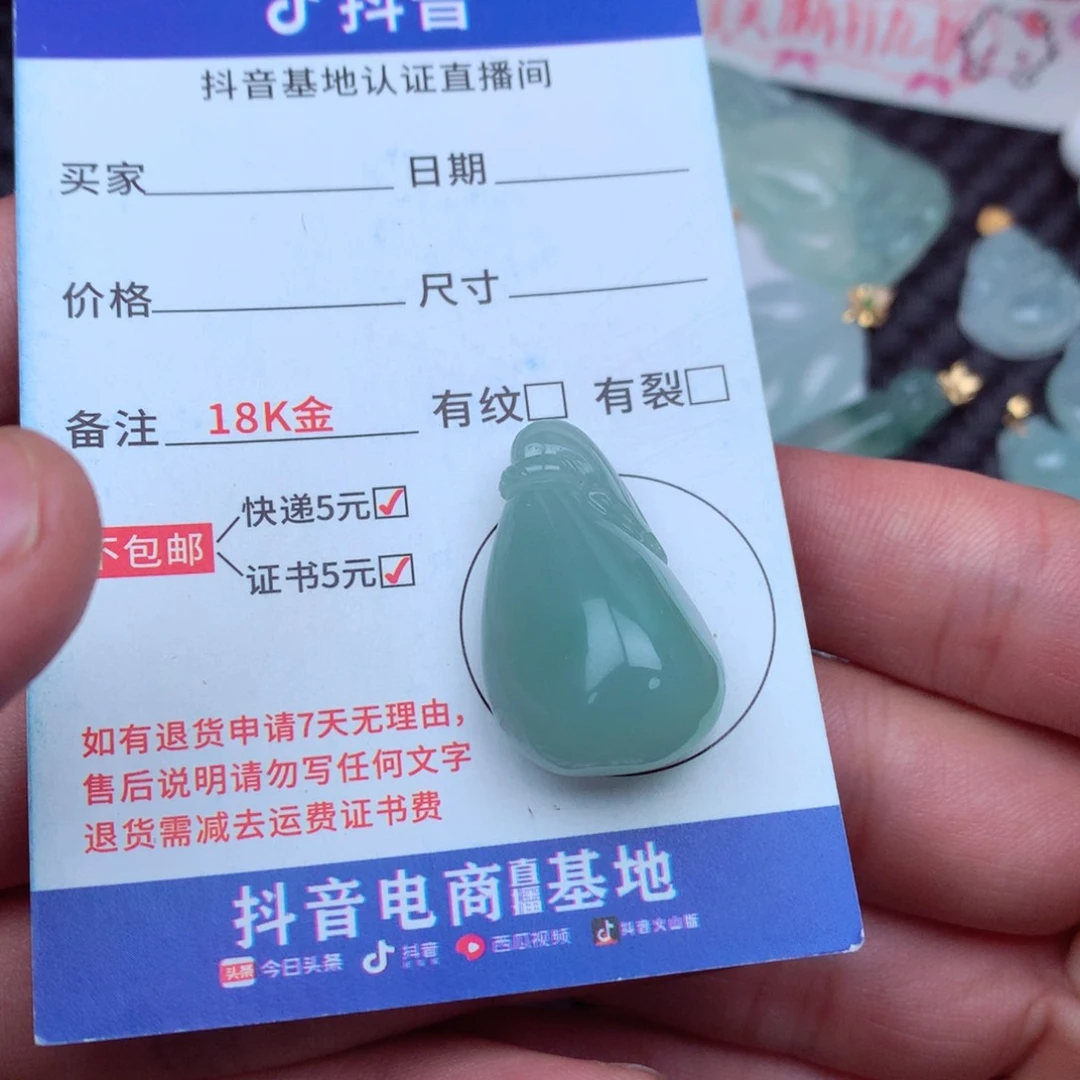 抖音
抖音基地认证直播间
买家 日期
价格 尺寸
备注 18K金 有纹 有裂
快递5元
不包邮
证书5元
如有退货申请7天无理由，
售后说明请勿写任何文字
退货需减去运费证书费
抖音电商直播基地
头条 今日头条 抖音 西瓜视频 抖音火山版